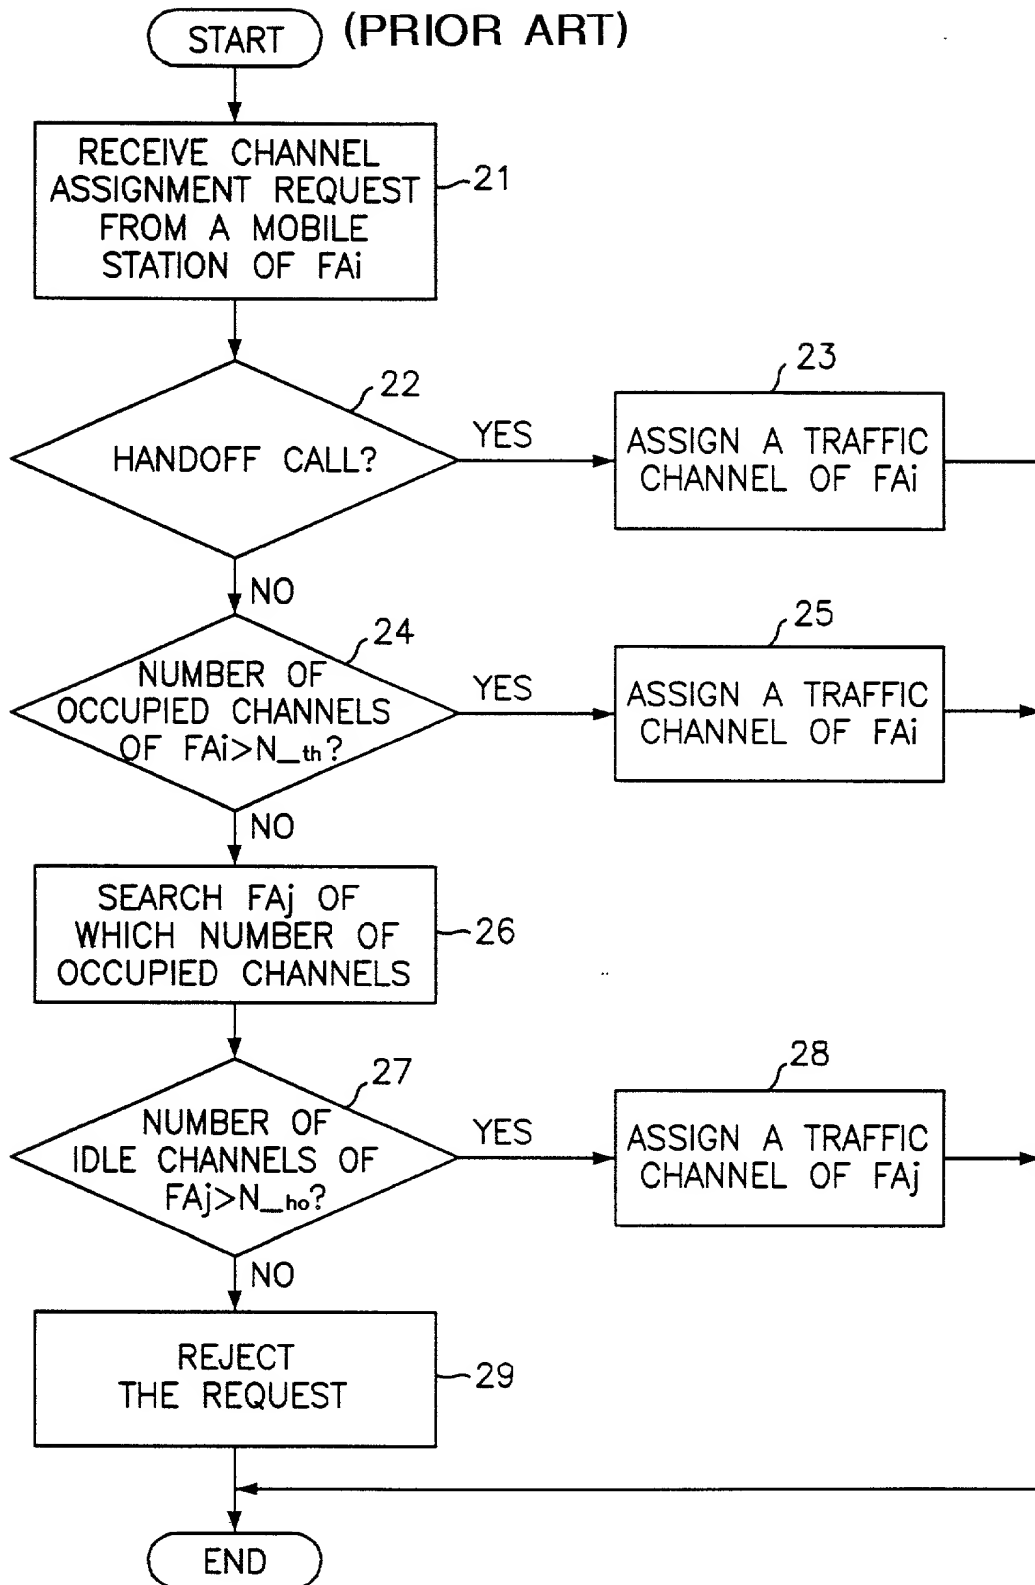 START
(PRIOR ART)
RECEIVE CHANNEL
ASSIGNMENT REQUEST
FROM A MOBILE
STATION OF FAi
21
HANDOFF CALL?
22
YES
ASSIGN A TRAFFIC
CHANNEL OF FAi
23
NO
NUMBER OF
OCCUPIED CHANNELS
OF FAi>N_th?
24
YES
ASSIGN A TRAFFIC
CHANNEL OF FAi
25
NO
SEARCH FAj OF
WHICH NUMBER OF
OCCUPIED CHANNELS
26
NUMBER OF
IDLE CHANNELS OF
FAj>N_ho?
27
YES
ASSIGN A TRAFFIC
CHANNEL OF FAj
28
NO
REJECT
THE REQUEST
29
END